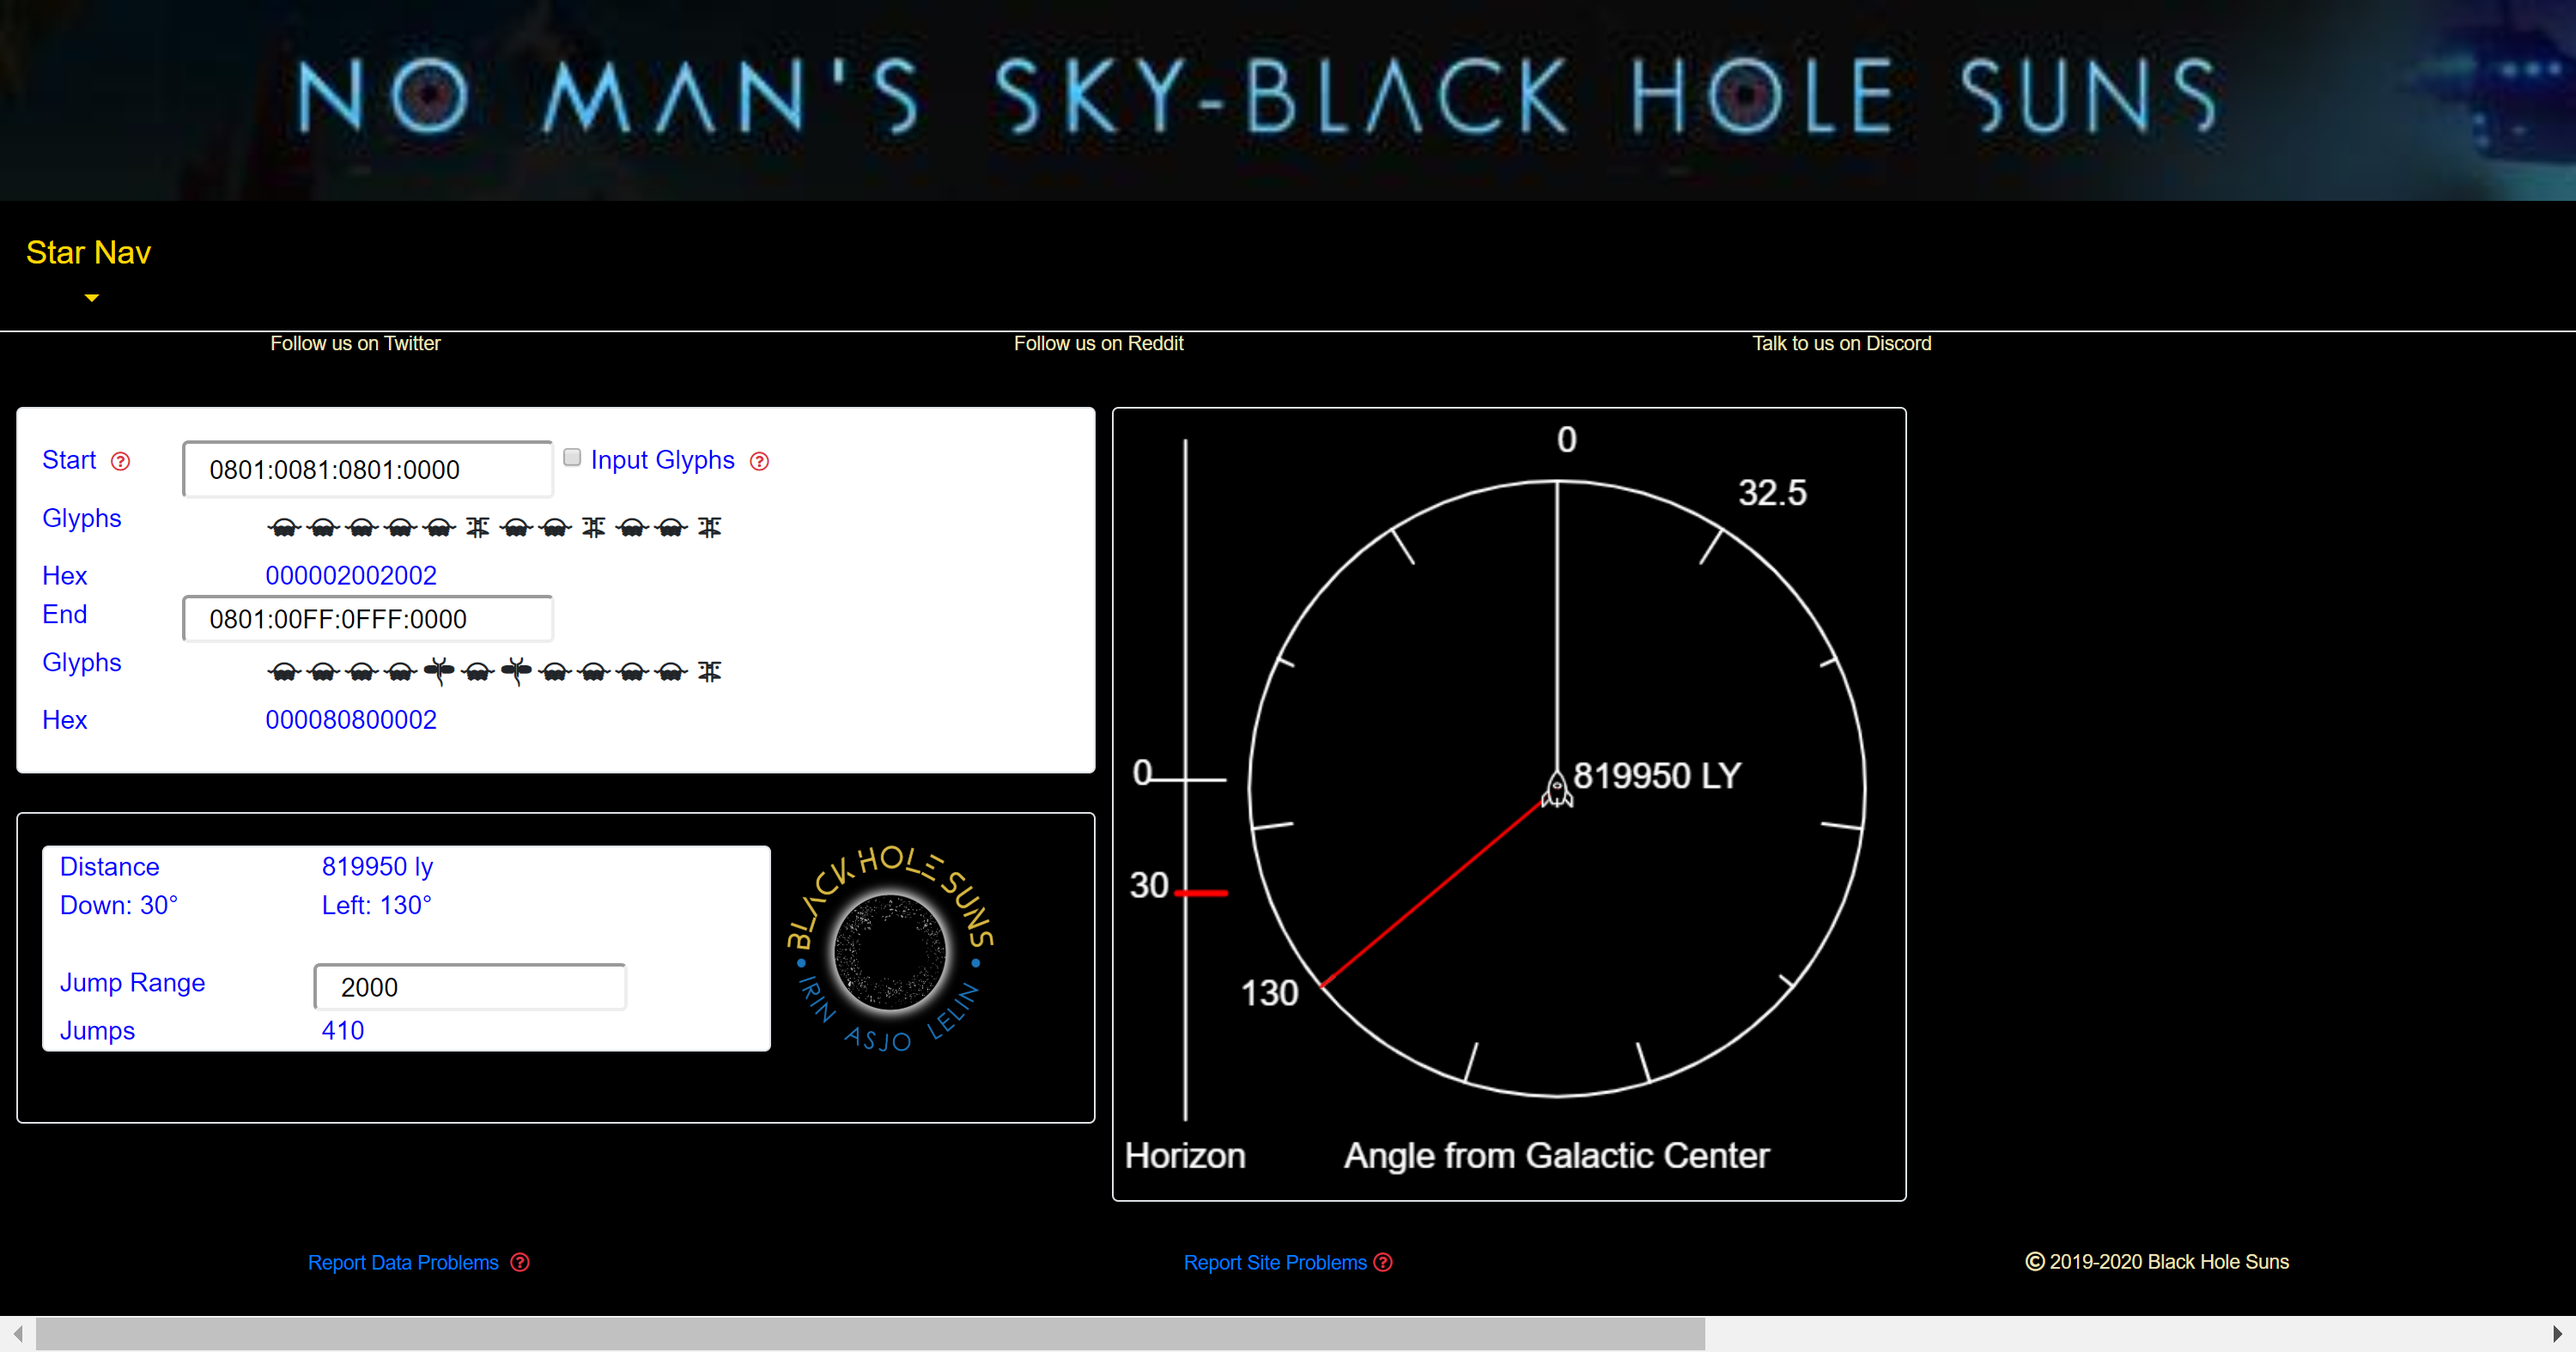 NO MAN'S SKY-BLACK HOLE SUNS
Star Nav
Follow us on Twitter
Follow us on Reddit
Talk to us on Discord
Start
0801:0081:0801:0000
Input Glyphs
Glyphs
Hex
000002002002
End
0801:00FF:0FFF:0000
Glyphs
Hex
000080800002
Distance
819950 ly
Down: 30°
Left: 130°
Jump Range
2000
Jumps
410
BLACK HOLE SUNS
IRIN ASJO LELIN
0
32.5
0
819950 LY
30
130
Horizon
Angle from Galactic Center
Report Data Problems
Report Site Problems
© 2019-2020 Black Hole Suns